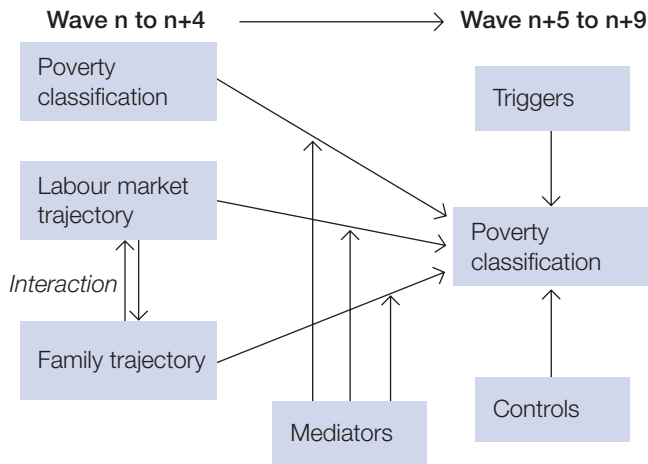 Wave n to n+4
Wave n+5 to n+9
Poverty
classification
Triggers
Labour market
trajectory
Poverty
classification
Interaction
Family trajectory
Controls
Mediators